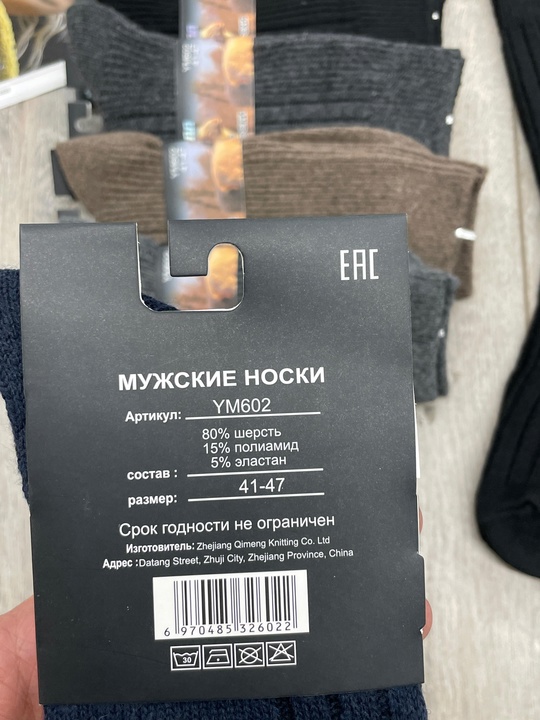 EAC
МУЖСКИЕ НОСКИ
Артикул: YM602
80% шерсть
15% полиамид
5% эластан
состав :
размер: 41-47
Срок годности не ограничен
Изготовитель: Zhejiang Qimeng Knitting Co. Ltd
Адрес :Datang Street, Zhuji City, Zhejiang Province, China
6 970485 326022
30